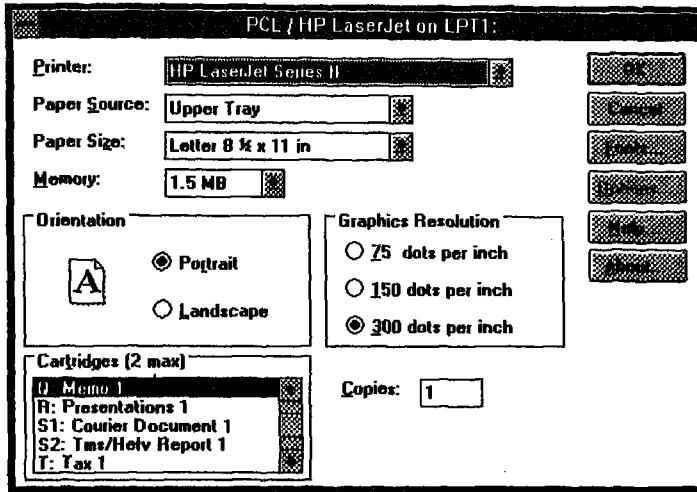 PCL / HP LaserJet on LPT1:
Printer: HP LaserJet Series II
OK
Paper Source: Upper Tray
Cancel
Paper Size: Letter 8 ½ x 11 in
Fonts...
Memory: 1.5 MB
Options...
Orientation
Graphics Resolution
Help...
A
Portrait
75 dots per inch
About...
Landscape
150 dots per inch
300 dots per inch
Cartridges (2 max)
Q: Memo 1
Copies: 1
R: Presentations 1
S1: Courier Document 1
S2: Tms/Helv Report 1
T: Tax 1